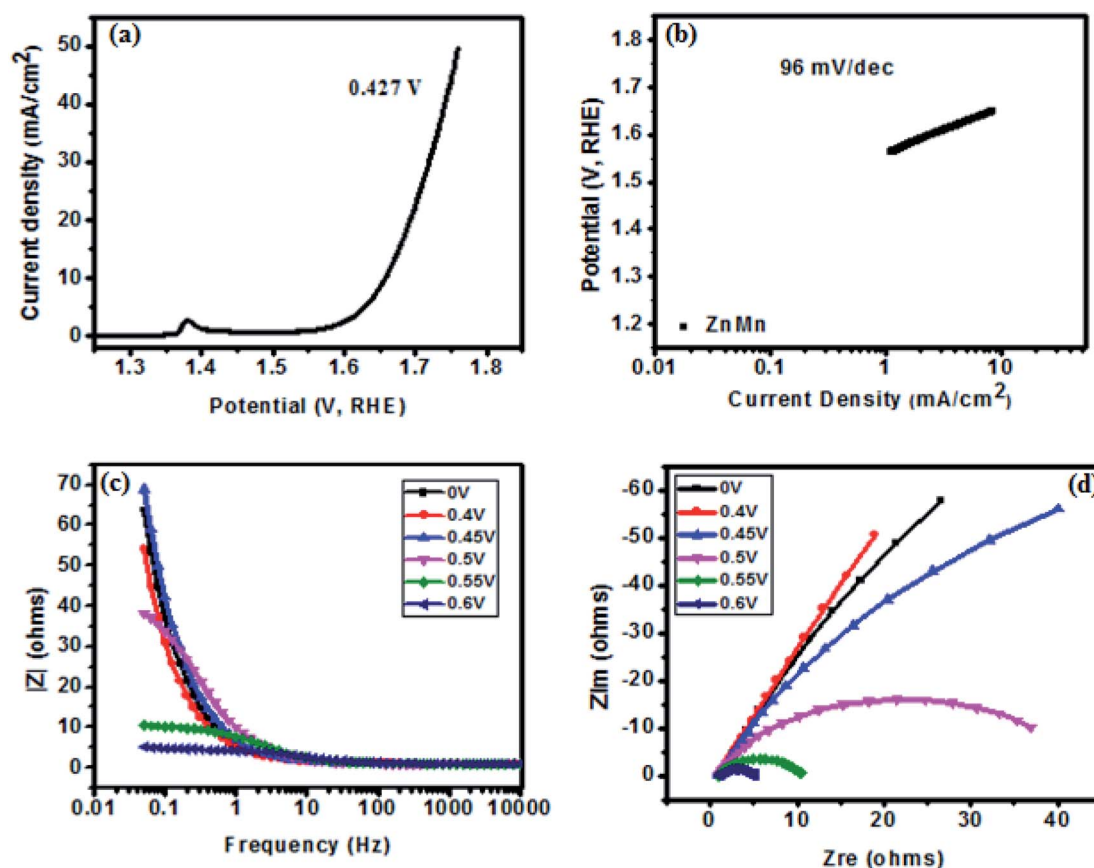 (a)
0.427 V
50
40
30
20
10
0
Current density (mA/cm²)
1.3 1.4 1.5 1.6 1.7 1.8
Potential (V, RHE)
(b)
96 mV/dec
1.8
1.7
1.6
1.5
1.4
1.3
1.2
Potential (V, RHE)
ZnMn
0.01 0.1 1 10
Current Density (mA/cm²)
(c)
70
60
50
40
30
20
10
0
|Z| (ohms)
0V
0.4V
0.45V
0.5V
0.55V
0.6V
0.01 0.1 1 10 100 1000 10000
Frequency (Hz)
(d)
-60
-50
-40
-30
-20
-10
0
ZIm (ohms)
0V
0.4V
0.45V
0.5V
0.55V
0.6V
0 10 20 30 40
Zre (ohms)